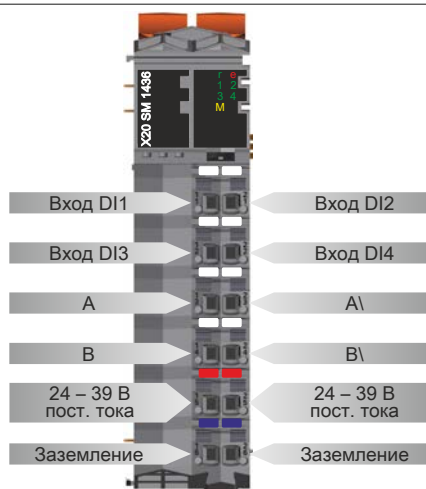 X20 SM 1436
r e
1 2
3 4
M
Вход DI1
Вход DI2
Вход DI3
Вход DI4
A
A\
B
B\
24 – 39 В
пост. тока
24 – 39 В
пост. тока
Заземление
Заземление